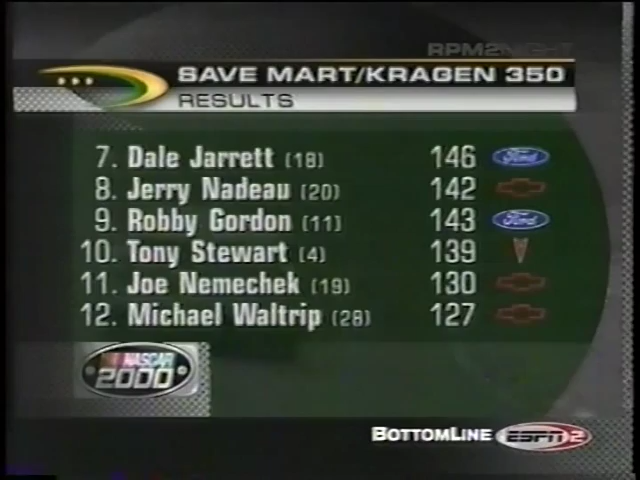 RPM2NIGHT
SAVE MART/KRAGEN 350
RESULTS
7. Dale Jarrett (18) 146 Ford
8. Jerry Nadeau (20) 142
9. Robby Gordon (11) 143 Ford
10. Tony Stewart (4) 139
11. Joe Nemechek (19) 130
12. Michael Waltrip (28) 127
NASCAR
2000
BOTTOMLINE ESPN2